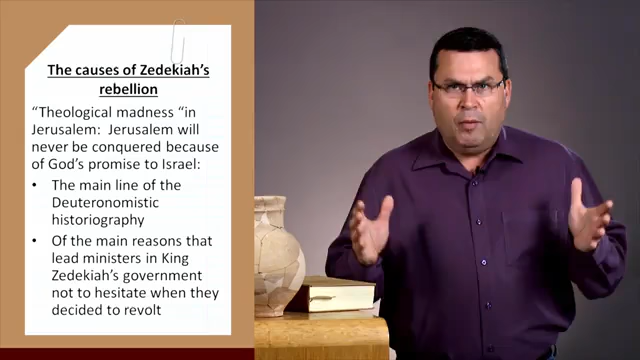 The causes of Zedekiah's
rebellion
"Theological madness "in
Jerusalem: Jerusalem will
never be conquered because
of God's promise to Israel:
• The main line of the
Deuteronomistic
historiography
• Of the main reasons that
lead ministers in King
Zedekiah's government
not to hesitate when they
decided to revolt